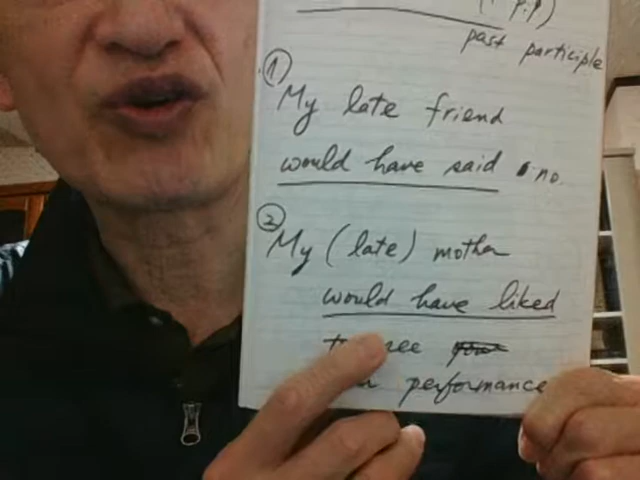 (p.p)
past participle
①
My late friend
would have said no.
②
My (late) mother
would have liked
see
performance